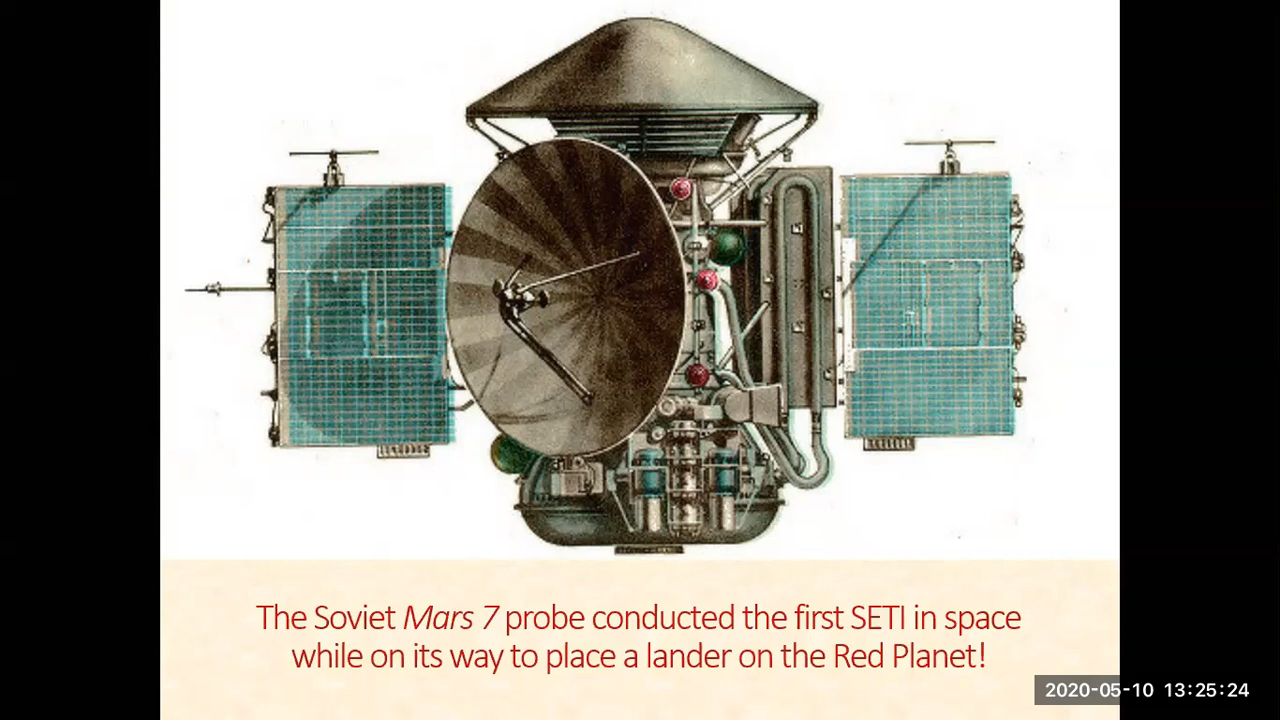 The Soviet Mars 7 probe conducted the first SETI in space
while on its way to place a lander on the Red Planet!
2020-05-10 13:25:24